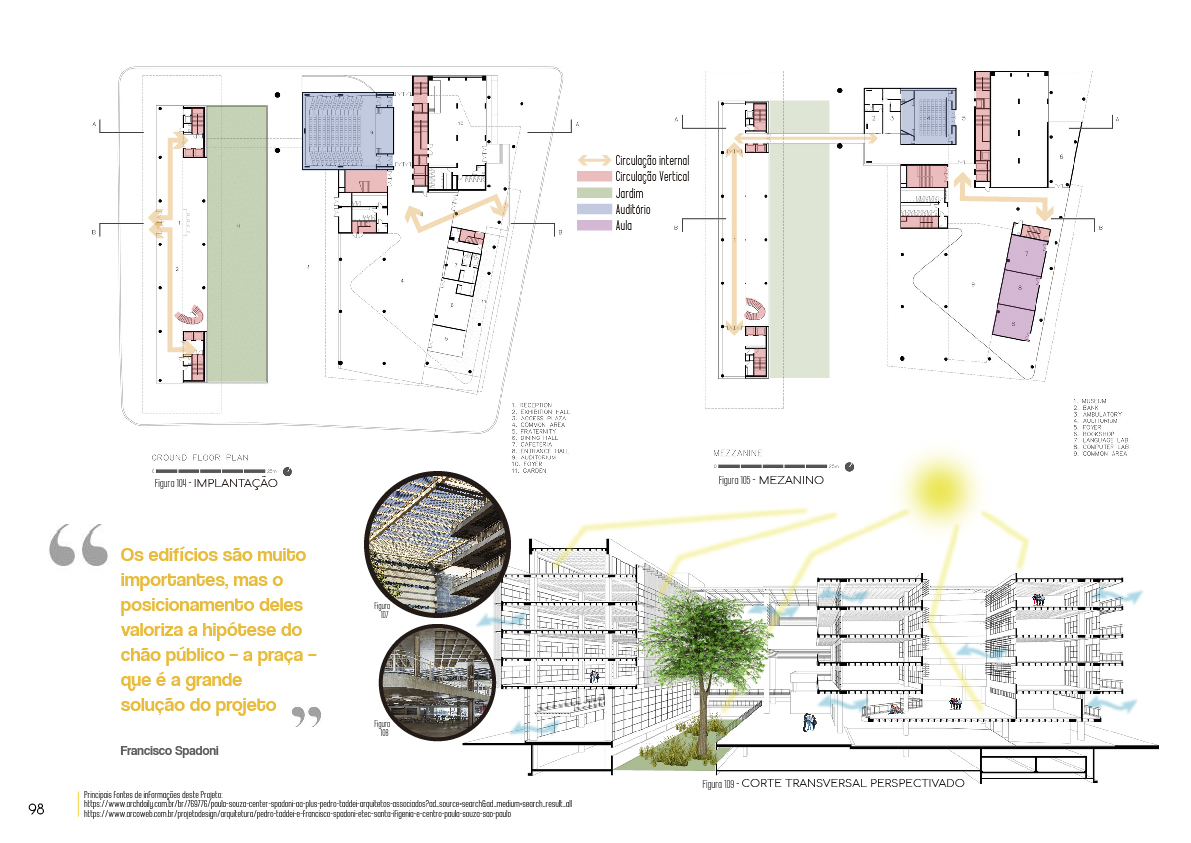 A
A
B
B
Circulação internal
Circulação Vertical
Jardim
Auditório
Aula
A
A
B
B
1. RECEPTION
2. EXHIBITION HALL
3. ACCESS PLAZA
4. COMMON AREA
5. FRATERNITY
6. DINING HALL
7. CAFETERIA
8. ENTRANCE HALL
9. AUDITORIUM
10. FOYER
11. GARDEN
1. MUSEUM
2. BANK
3. AMBULATORY
4. AUDITORIUM
5. FOYER
6. BOOKSHOP
7. LANGUAGE LAB
8. COMPUTER LAB
9. COMMON AREA
GROUND FLOOR PLAN
0 25m
Figura 104 - IMPLANTAÇÃO
MEZZANINE
0 25m
Figura 105 - MEZANINO
Os edifícios são muito
importantes, mas o
posicionamento deles
valoriza a hipótese do
chão público – a praça –
que é a grande
solução do projeto
Francisco Spadoni
Figura
107
Figura
108
Figura 109 - CORTE TRANSVERSAL PERSPECTIVADO
Principais Fontes de informações deste Projeto:
https://www.archdaily.com.br/br/769776/paula-souza-center-spadoni-aa-plus-pedro-taddei-arquitetos-associados?ad_source=search&ad_medium=search_result_all
https://www.arcoweb.com.br/projetodesign/arquitetura/pedro-taddei-e-francisco-spadoni-etec-santa-ifigenia-e-centro-paula-souza-sao-paulo
98